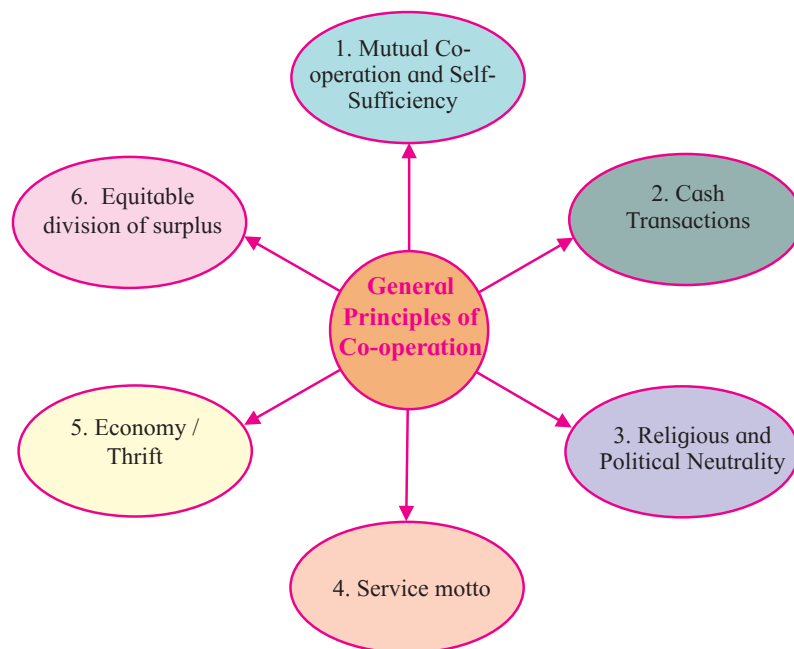 1. Mutual Co-
operation and Self-
Sufficiency
6. Equitable
division of surplus
2. Cash
Transactions
General
Principles of
Co-operation
5. Economy /
Thrift
3. Religious and
Political Neutrality
4. Service motto